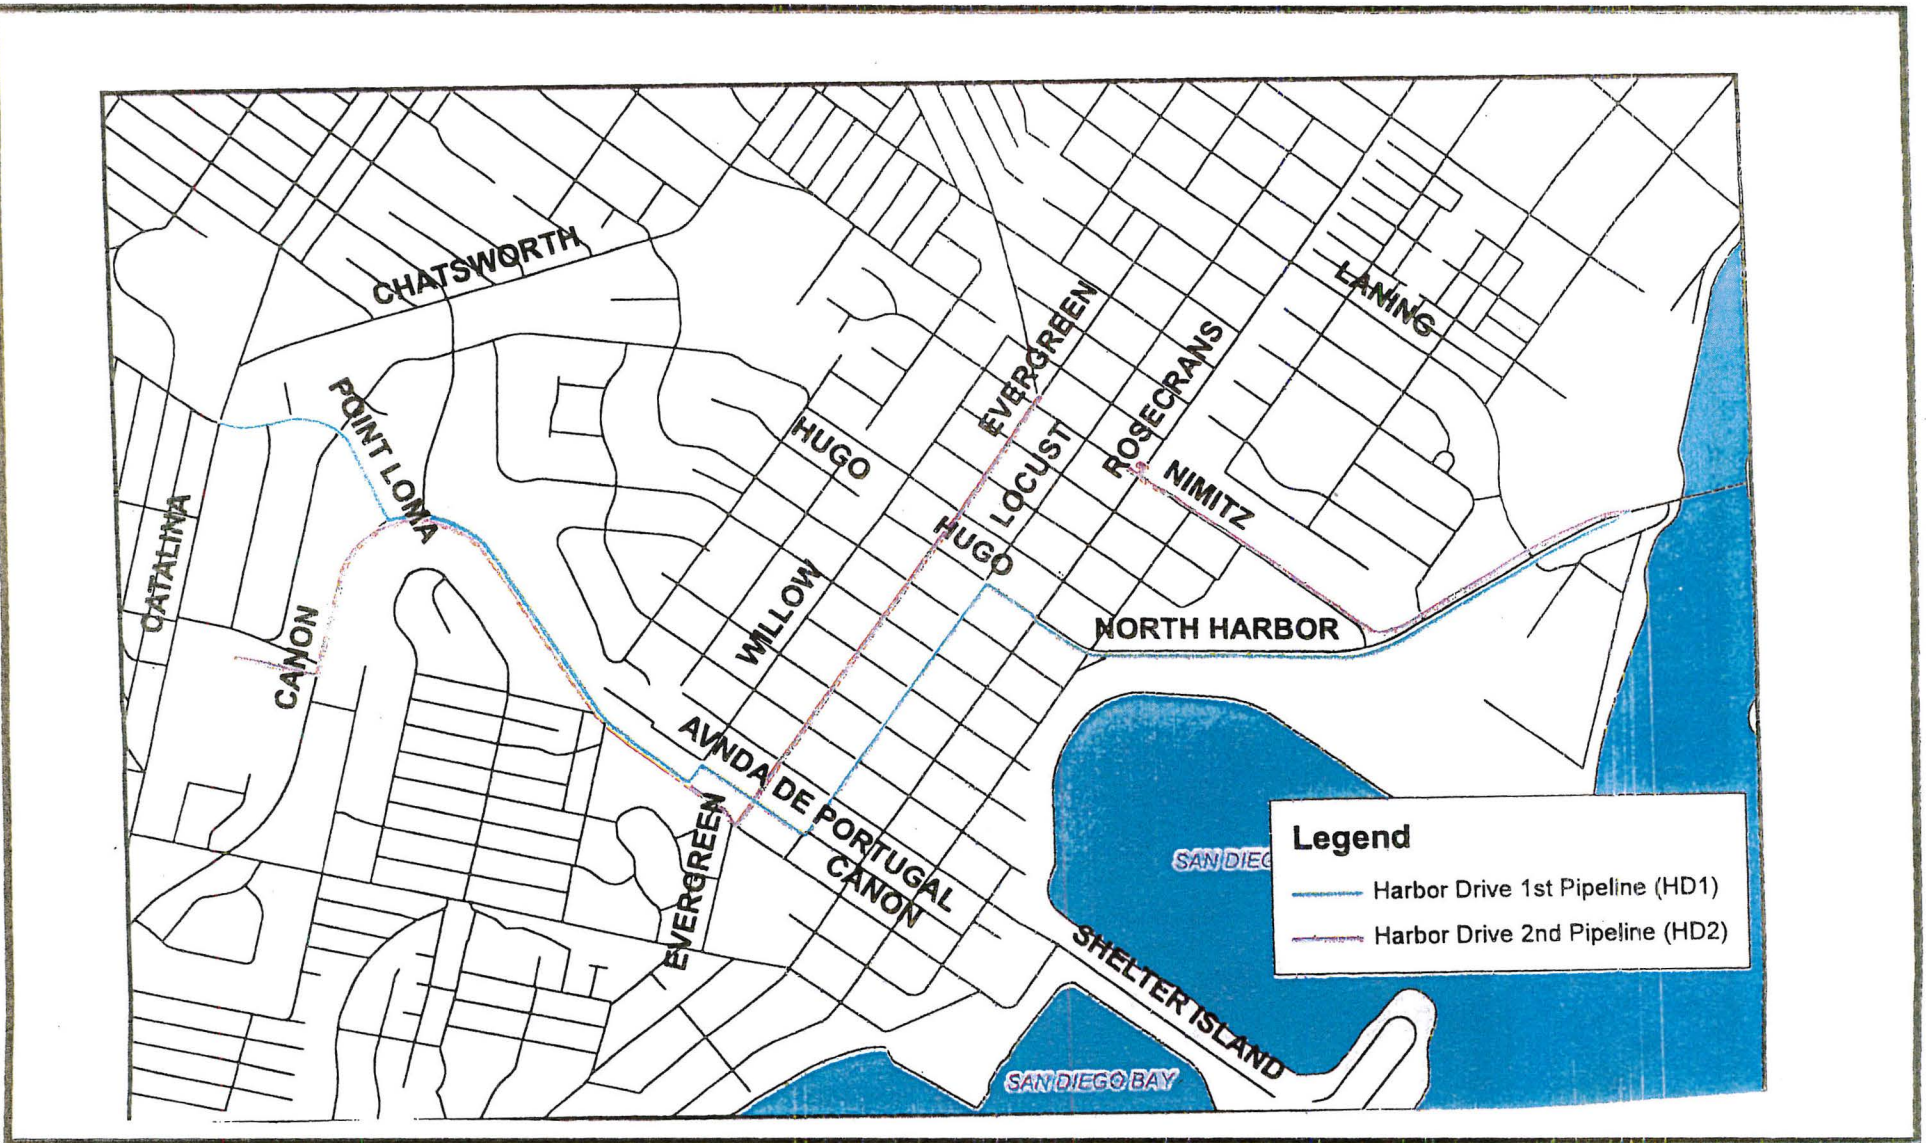 CHATSWORTH
LANING
EVERGREEN
ROSECRANS
POINT LOMA
HUGO
LOCUST
NIMITZ
CATALINA
HUGO
WILLOW
CANON
NORTH HARBOR
AVNDA DE PORTUGAL
EVERGREEN
CANON
SHELTER ISLAND
SAN DIEG
SAN DIEGO BAY
Legend
Harbor Drive 1st Pipeline (HD1)
Harbor Drive 2nd Pipeline (HD2)